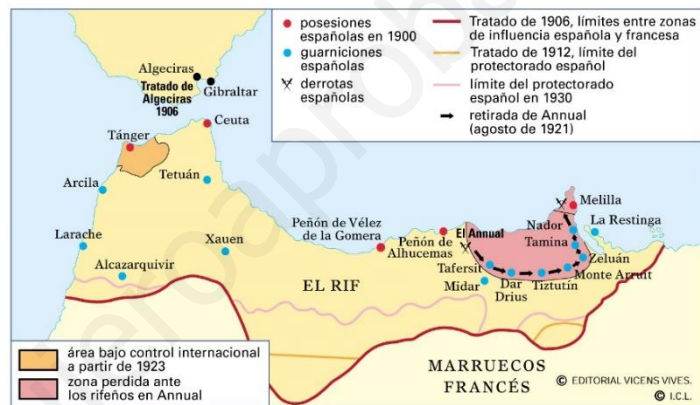 posesiones
españolas en 1900
guarniciones
españolas
derrotas
españolas
Tratado de 1906, límites entre zonas
de influencia española y francesa
Tratado de 1912, límite del
protectorado español
límite del protectorado
español en 1930
retirada de Annual
(agosto de 1921)
Algeciras
Tratado de
Algeciras
1906
Gibraltar
Ceuta
Tánger
Tetuán
Arcila
Larache
Xauen
Alcazarquivir
Peñón de Vélez
de la Gomera
Peñón de
Alhucemas
El Annual
Melilla
Nador
La Restinga
Tamina
Zeluán
Tafersit
Monte Arruit
Midar
Dar
Drius
Tiztutín
EL RIF
MARRUECOS
FRANCÉS
área bajo control internacional
a partir de 1923
zona perdida ante
los rifeños en Annual
© EDITORIAL VICENS VIVES.
© I.C.L.